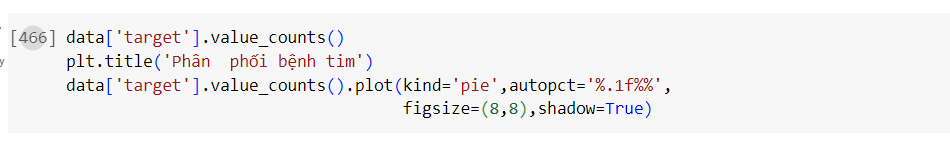 [466] data['target'].value_counts()
plt.title('Phân  phối bệnh tim')
data['target'].value_counts().plot(kind='pie',autopct='%.1f%%',
figsize=(8,8),shadow=True)